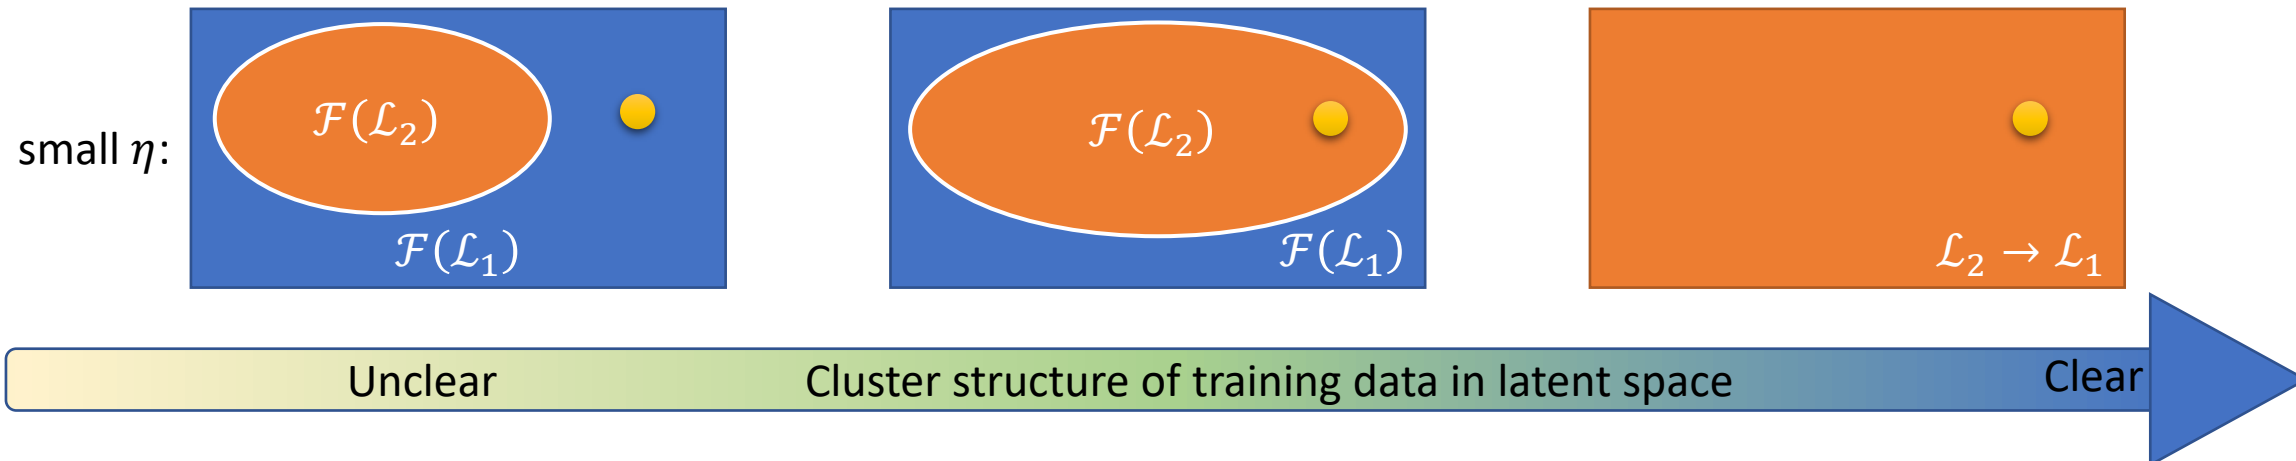 small η:
ℱ(ℒ₂)
ℱ(ℒ₁)
ℱ(ℒ₂)
ℱ(ℒ₁)
ℒ₂ → ℒ₁
Unclear
Cluster structure of training data in latent space
Clear